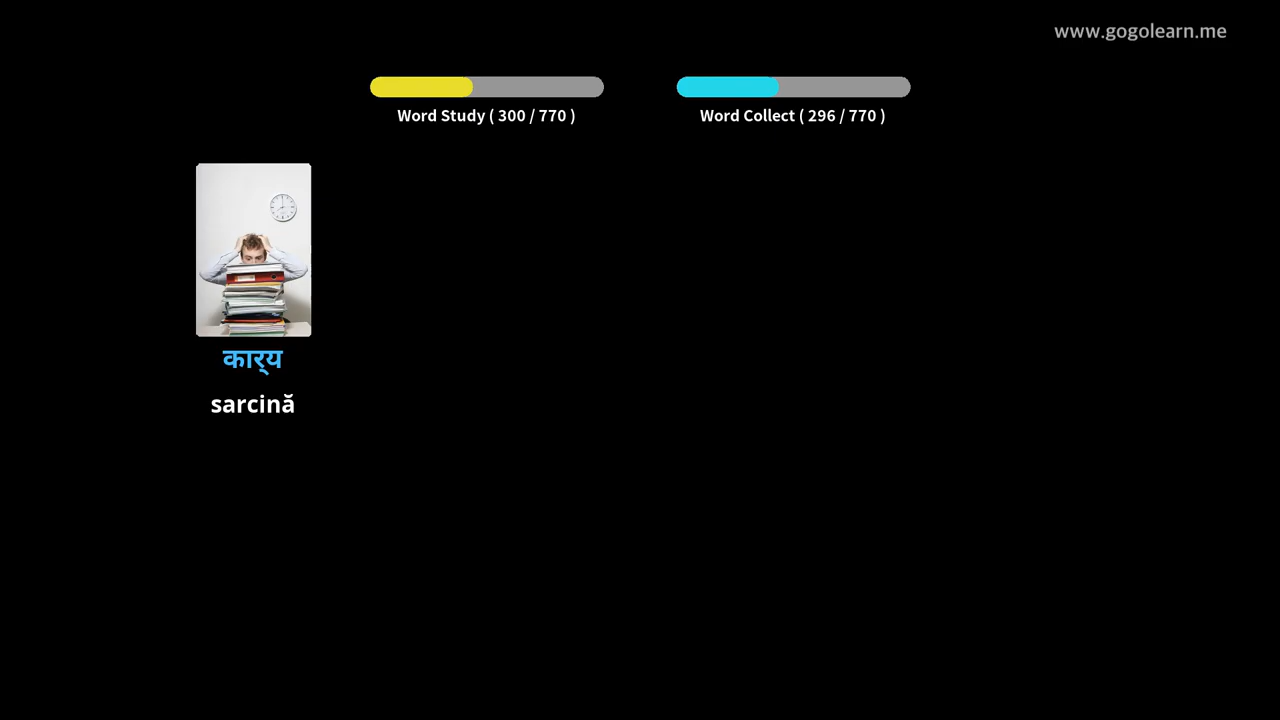 www.gogolearn.me
Word Study ( 300 / 770 )
Word Collect ( 296 / 770 )
कार्‍य
sarcină